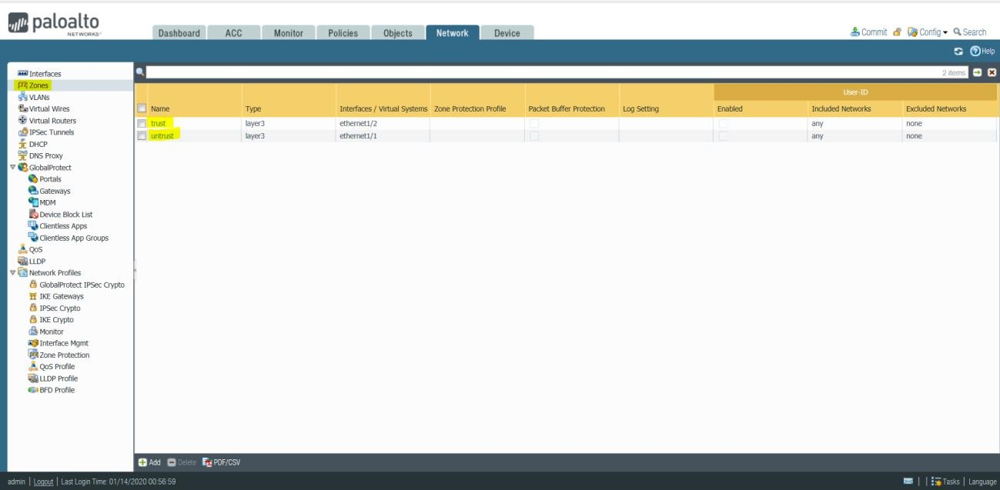 paloalto
NETWORKS®
Dashboard ACC Monitor Policies Objects Network Device
Commit Config Search
Help
Interfaces
Zones
VLANs
Virtual Wires
Virtual Routers
IPSec Tunnels
DHCP
DNS Proxy
GlobalProtect
Portals
Gateways
MDM
Device Block List
Clientless Apps
Clientless App Groups
QoS
LLDP
Network Profiles
GlobalProtect IPSec Crypto
IKE Gateways
IPSec Crypto
IKE Crypto
Monitor
Interface Mgmt
Zone Protection
QoS Profile
LLDP Profile
BFD Profile
2 items
User-ID
Name Type Interfaces / Virtual Systems Zone Protection Profile Packet Buffer Protection Log Setting Enabled Included Networks Excluded Networks
trust layer3 ethernet1/2 any none
untrust layer3 ethernet1/1 any none
Add Delete PDF/CSV
admin | Logout | Last Login Time: 01/14/2020 00:56:59
| | Tasks | Language